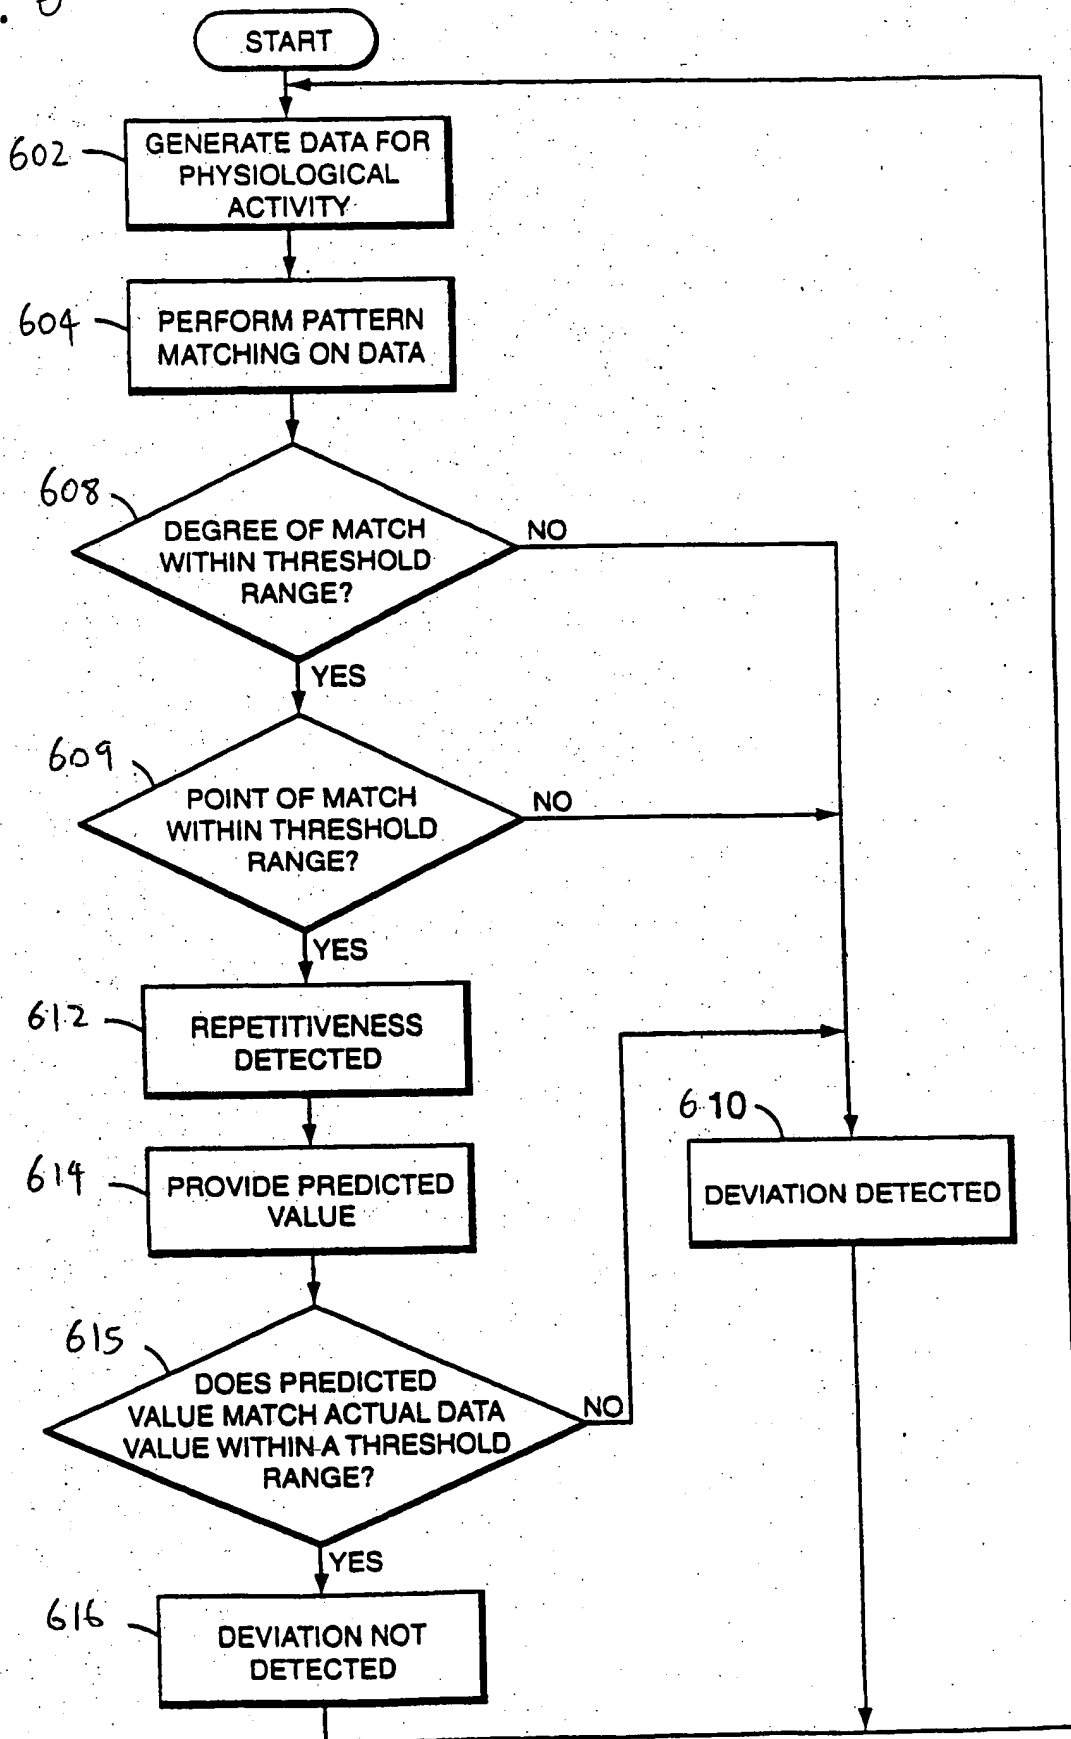 START
602
GENERATE DATA FOR
PHYSIOLOGICAL
ACTIVITY
604
PERFORM PATTERN
MATCHING ON DATA
608
DEGREE OF MATCH
WITHIN THRESHOLD
RANGE?
NO
YES
609
POINT OF MATCH
WITHIN THRESHOLD
RANGE?
NO
YES
612
REPETITIVENESS
DETECTED
610
DEVIATION DETECTED
614
PROVIDE PREDICTED
VALUE
615
DOES PREDICTED
VALUE MATCH ACTUAL DATA
VALUE WITHIN A THRESHOLD
RANGE?
NO
YES
616
DEVIATION NOT
DETECTED